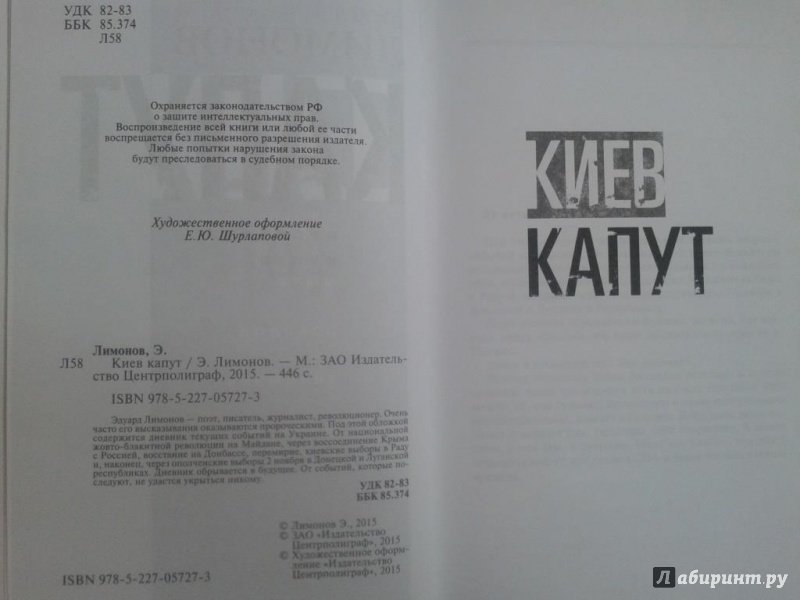 УДК 82-83
ББК 85.374
Л58
Охраняется законодательством РФ
о защите интеллектуальных прав.
Воспроизведение всей книги или любой ее части
воспрещается без письменного разрешения издателя.
Любые попытки нарушения закона
будут преследоваться в судебном порядке.
Художественное оформление
Е.Ю. Шурлаповой
Лимонов, Э.
Л58 Киев капут / Э. Лимонов. — М.: ЗАО Издатель-
ство Центрполиграф, 2015. — 446 с.
ISBN 978-5-227-05727-3
Эдуард Лимонов — поэт, писатель, журналист, революционер. Очень
часто его высказывания оказываются пророческими. Под этой обложкой
содержится дневник текущих событий на Украине. От национальной
жовто-блакитной революции на Майдане, через воссоединение Крыма
с Россией, восстание на Донбассе, перемирие, киевские выборы в Раду
и, наконец, через ополченские выборы 2 ноября в Донецкой и Луганской
республиках. Дневник обрывается в будущее. От событий, которые по-
следуют, не удастся укрыться никому.
УДК 82-83
ББК 85.374
© Лимонов Э., 2015
© ЗАО «Издательство
Центрполиграф», 2015
© Художественное оформ-
ление «Издательство
Центрполиграф», 2015
ISBN 978-5-227-05727-3
КИЕВ
КАПУТ
Лабиринт.ру